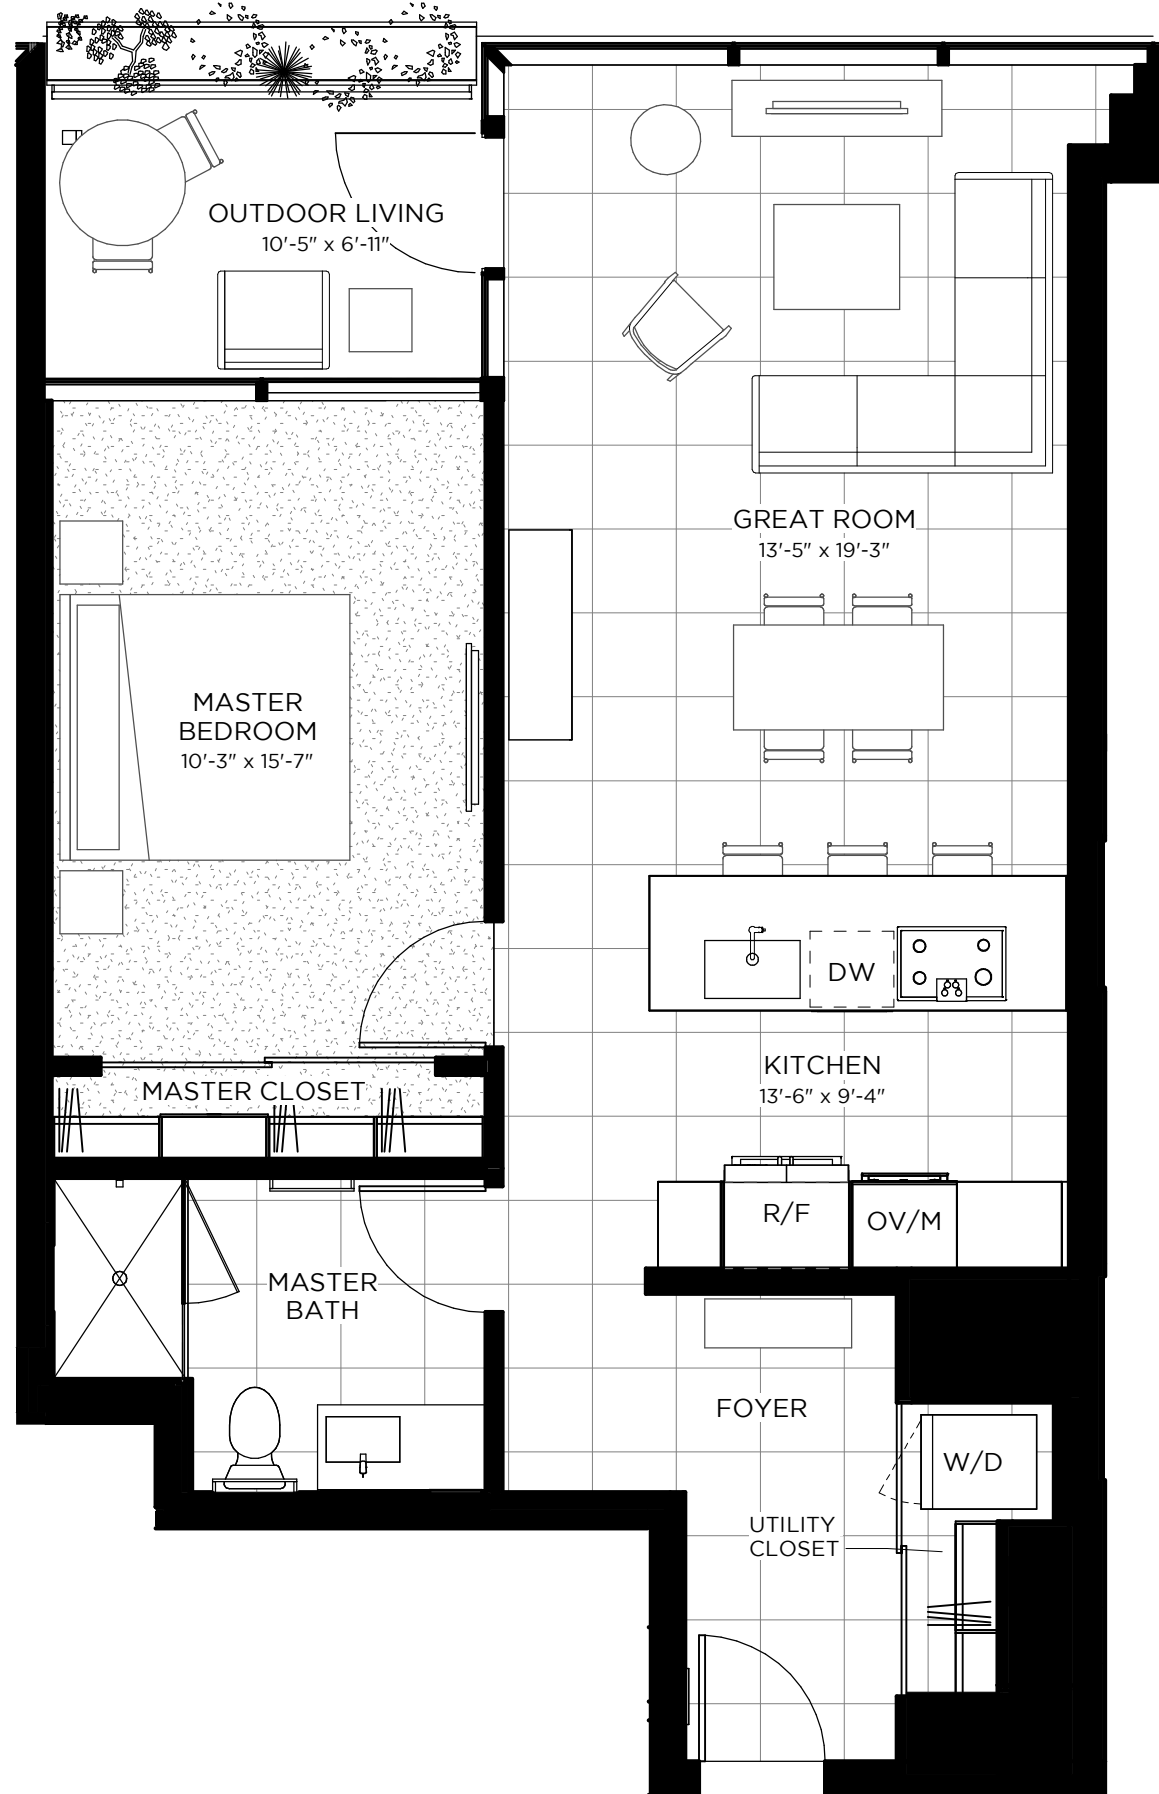 OUTDOOR LIVING
10'-5" x 6'-11"
GREAT ROOM
13'-5" x 19'-3"
MASTER
BEDROOM
10'-3" x 15'-7"
DW
KITCHEN
13'-6" x 9'-4"
MASTER CLOSET
R/F
OV/M
MASTER
BATH
FOYER
W/D
UTILITY
CLOSET